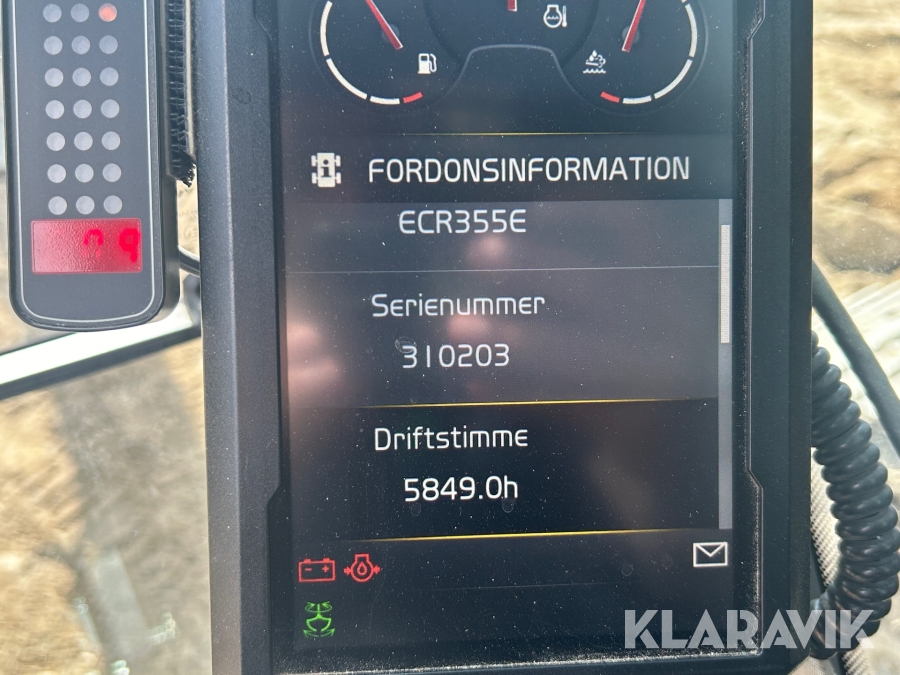 FORDONSINFORMATION
ECR355E
Serienummer
310203
Driftstimme
5849.0h
KLARAVIK